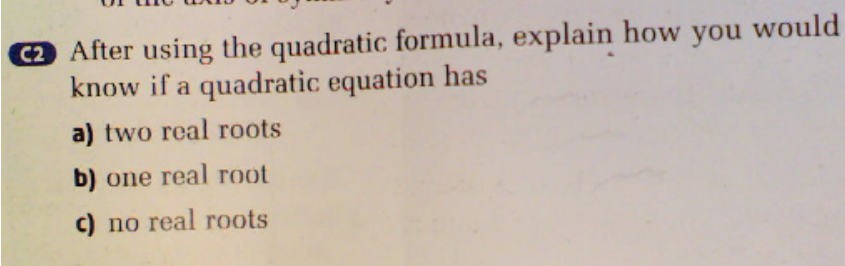 C2 After using the quadratic formula, explain how you would
know if a quadratic equation has
a) two real roots
b) one real root
c) no real roots